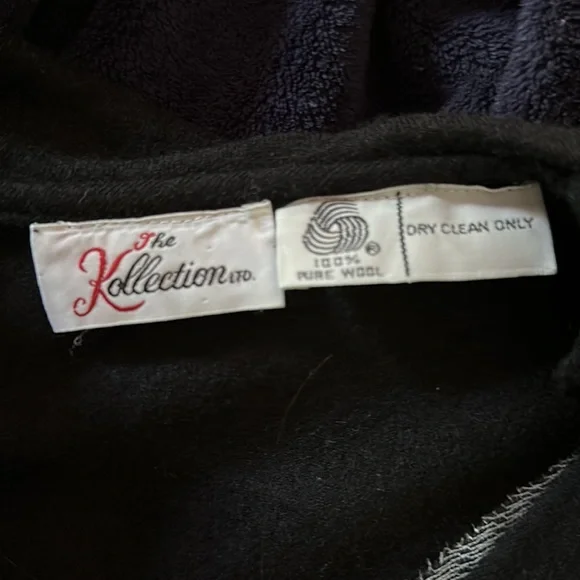 The
Kollection LTD.
100% ®
PURE WOOL
DRY CLEAN ONLY